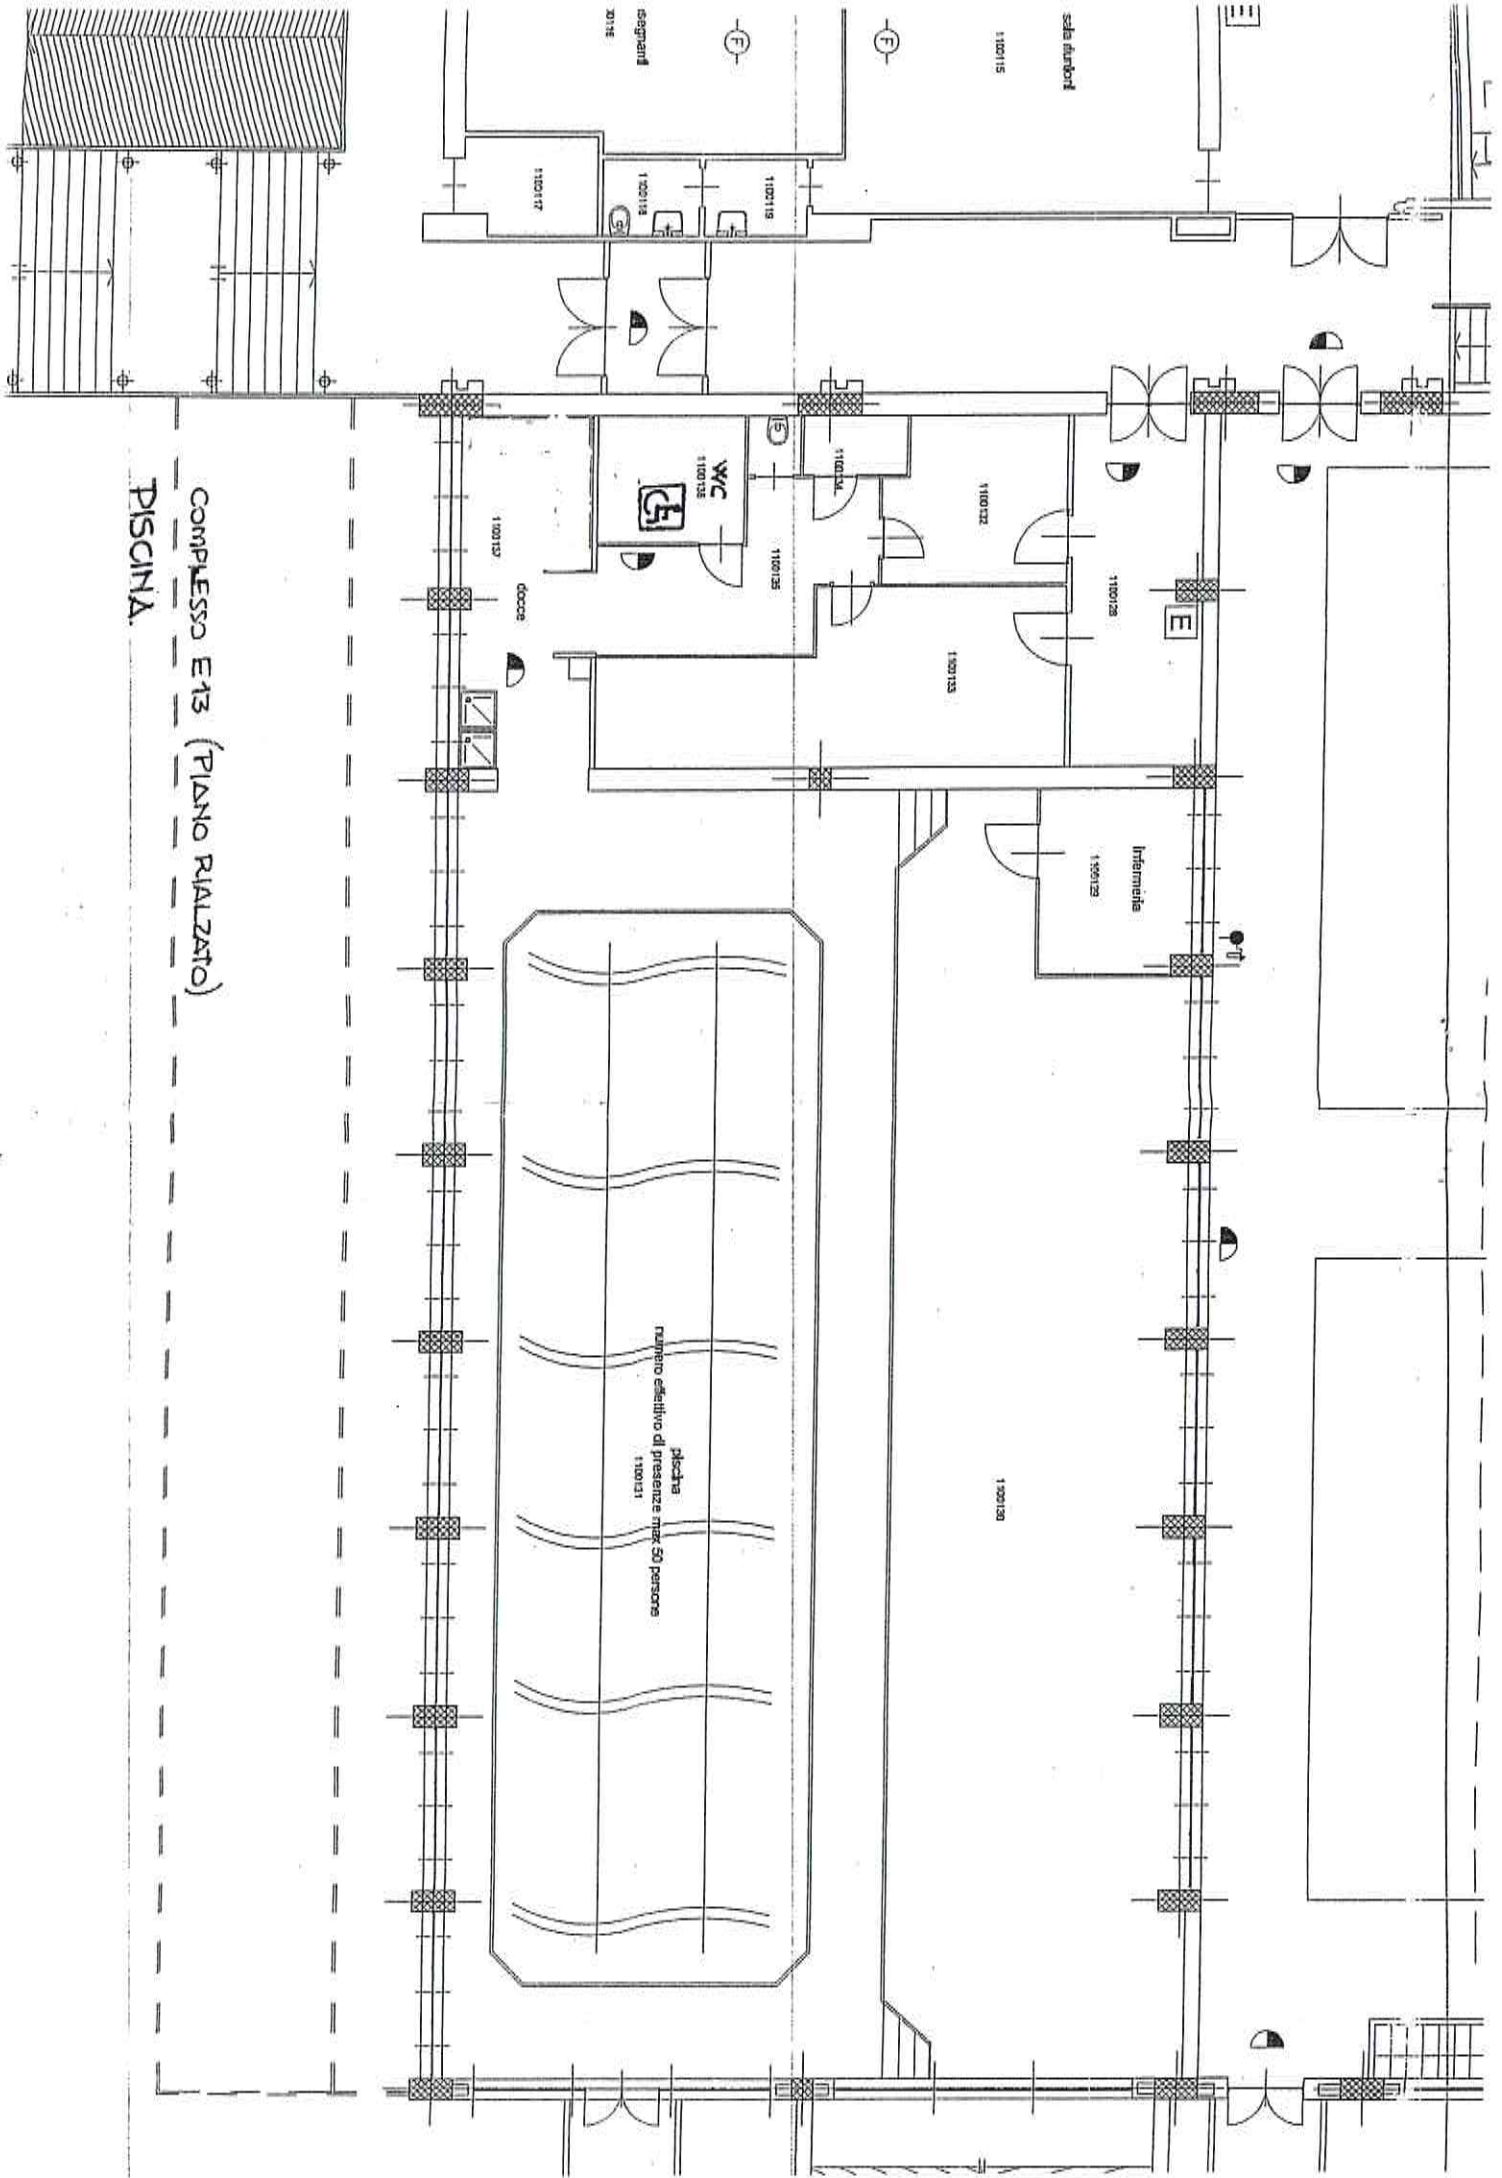 sala riunioni
1100115
E
1100119
1100118
1100117
1100134
1100132
1100128
E
WC
1100136
1100135
1100137
docce
1100133
infermeria
1100129
F
F
1100130
piscina
numero effettivo di presenze max 50 persone
1100131
COMPLESSO E13 (PIANO RIALZATO)
PISCINA